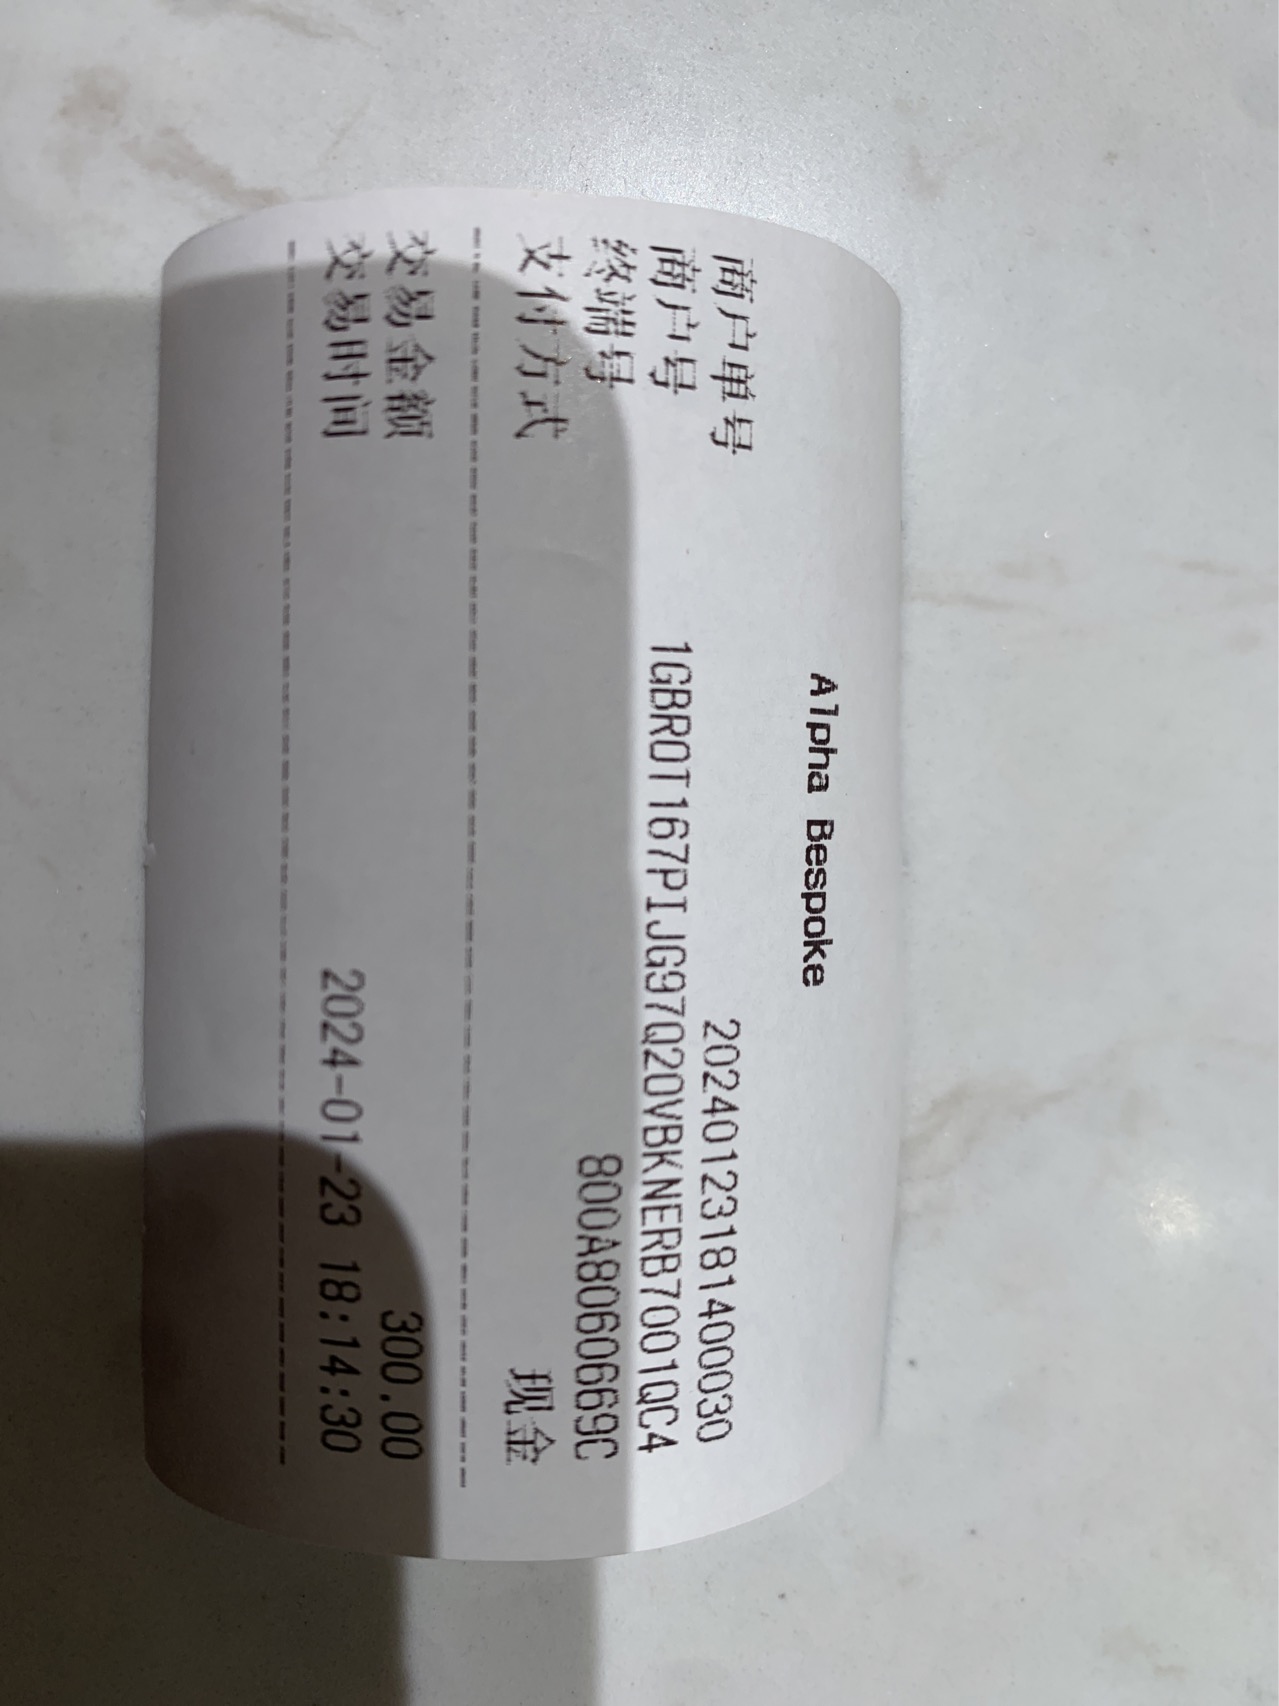 Alpha Bespoke
商户单号 20240123181400030
商户号 1GBR0T167PIJG97Q20VBKNERB7001QC4
终端号 800A8060669C
支付方式 现金
交易金额 300.00
交易时间 2024-01-23 18:14:30